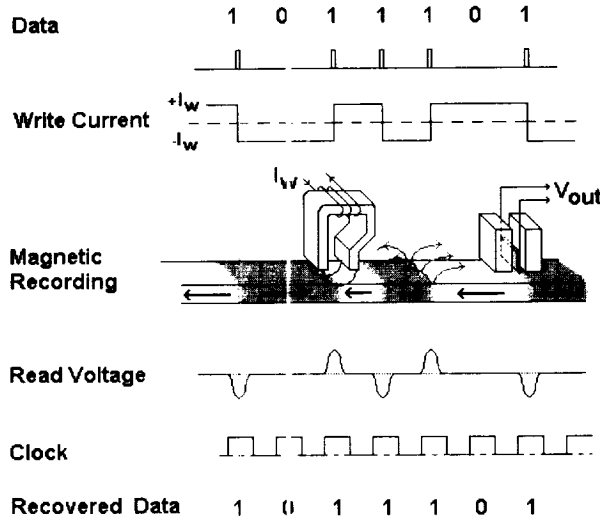 Data 1 0 1 1 1 0 1
+Iw
Write Current
-Iw
Iw
Vout
Magnetic
Recording
Read Voltage
Clock
Recovered Data 1 0 1 1 1 0 1